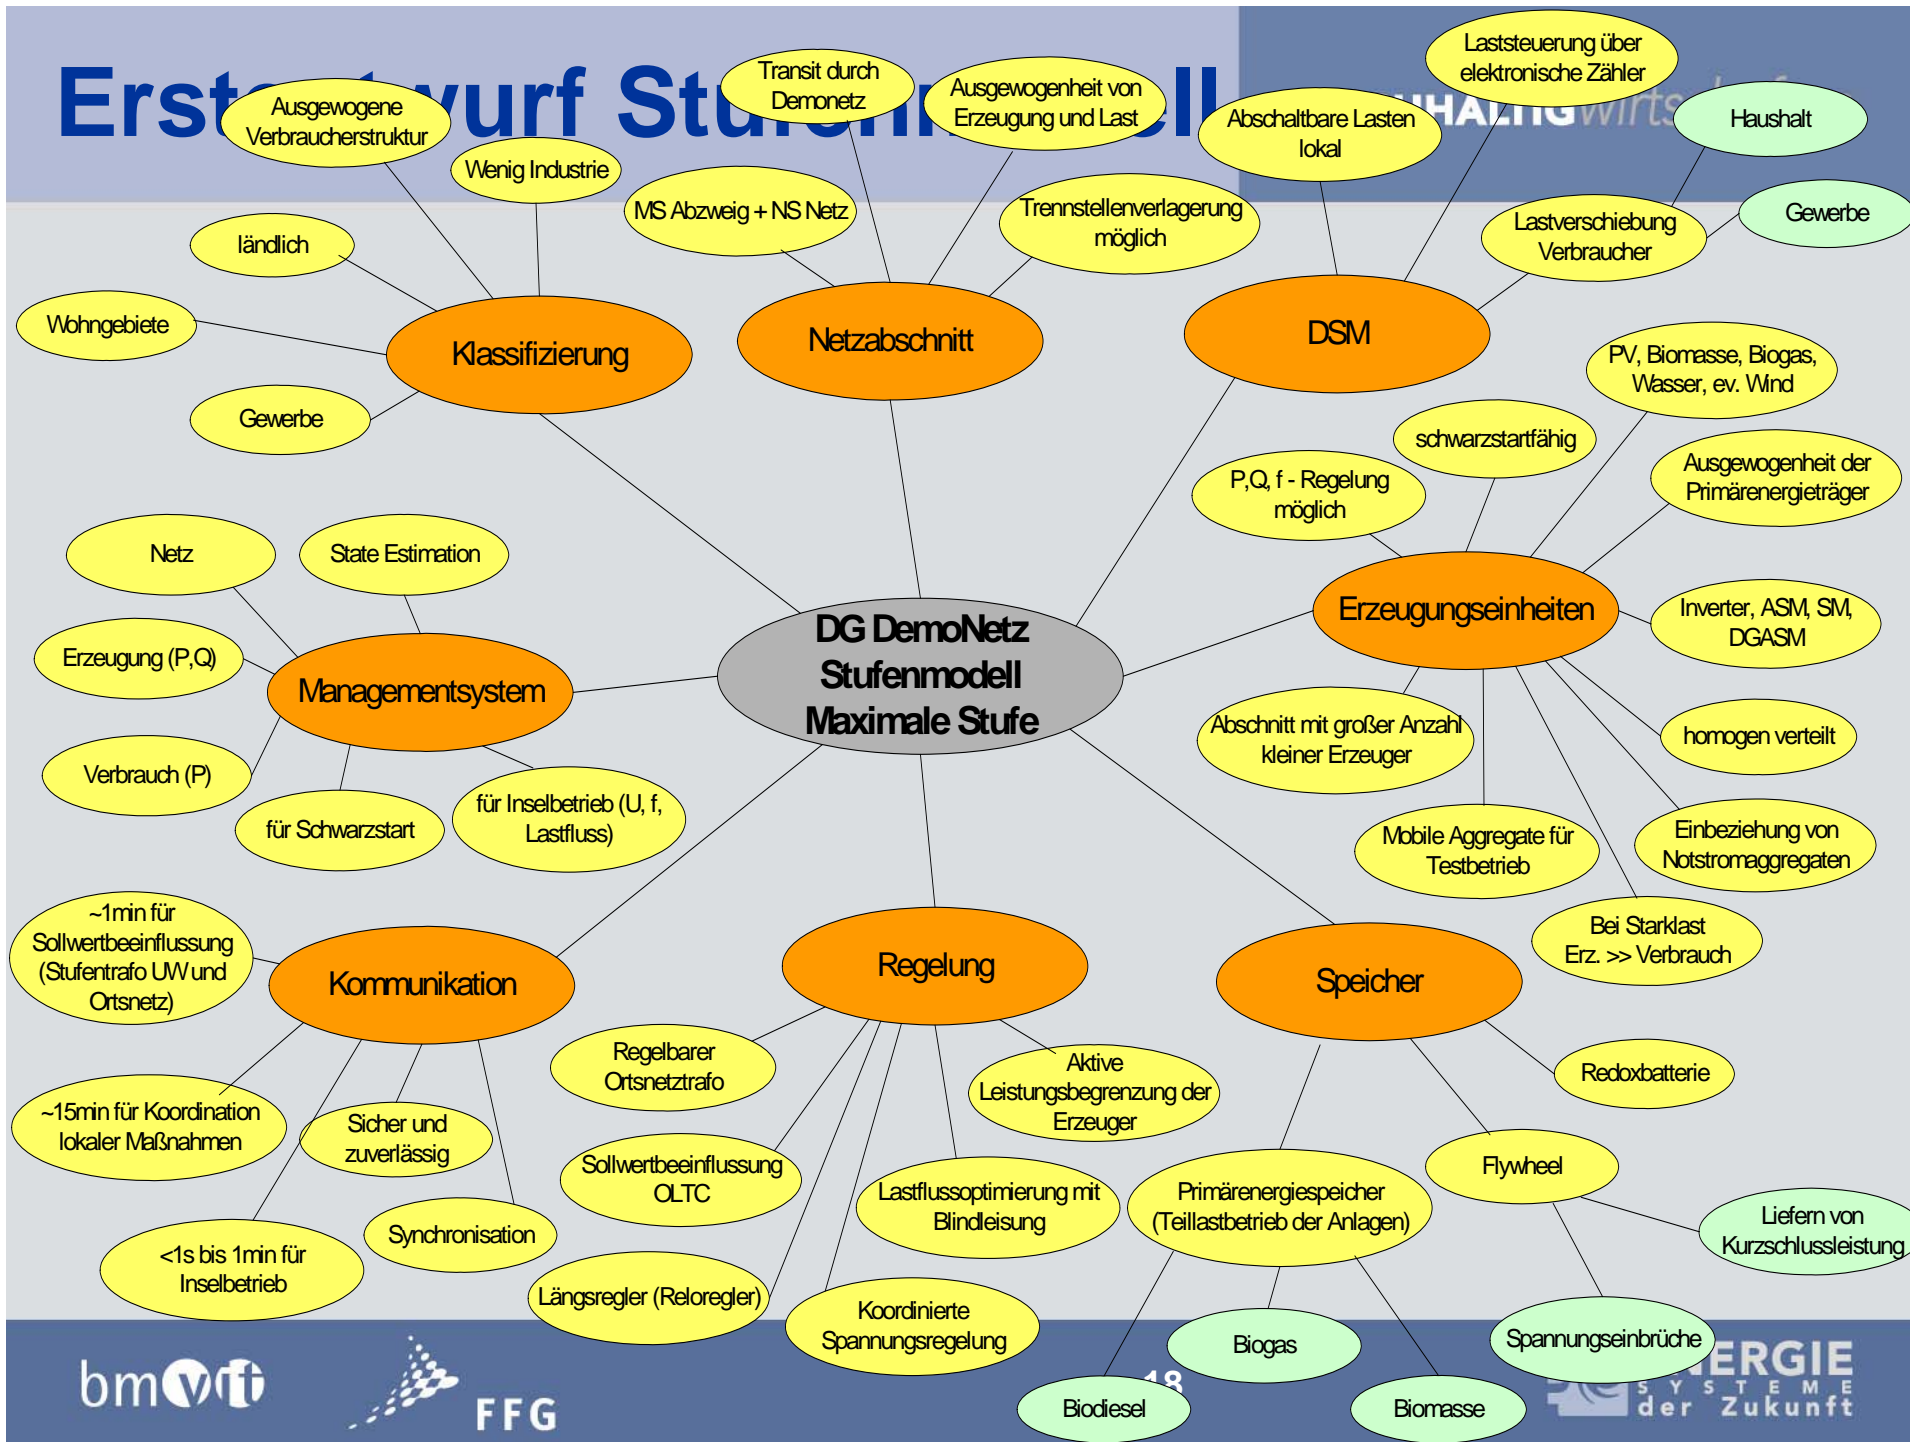 Laststeuerung über
elektronische Zähler
Transit durch
Demonetz
Ausgewogenheit von
Erzeugung und Last
Ausgewogene
Verbraucherstruktur
Abschaltbare Lasten
lokal
Haushalt
Wenig Industrie
MS Abzweig + NS Netz
Trennstellenverlagerung
möglich
Lastverschiebung
Verbraucher
Gewerbe
ländlich
Wohngebiete
Gewerbe
Klassifizierung
Netzabschnitt
DSM
PV, Biomasse, Biogas,
Wasser, ev. Wind
schwarzstartfähig
P,Q, f - Regelung
möglich
Ausgewogenheit der
Primärenergieträger
Netz
State Estimation
Erzeugungseinheiten
Inverter, ASM, SM,
DGASM
Erzeugung (P,Q)
Managementsystem
DG DemoNetz
Stufenmodell
Maximale Stufe
Abschnitt mit großer Anzahl
kleiner Erzeuger
homogen verteilt
Verbrauch (P)
für Schwarzstart
für Inselbetrieb (U, f,
Lastfluss)
Mobile Aggregate für
Testbetrieb
Einbeziehung von
Notstromaggregaten
Bei Starklast
Erz. >> Verbrauch
~1min für
Sollwertbeeinflussung
(Stufentrafo UW und
Ortsnetz)
Kommunikation
Regelung
Speicher
Regelbarer
Ortsnetztrafo
Aktive
Leistungsbegrenzung der
Erzeuger
Redoxbatterie
~15min für Koordination
lokaler Maßnahmen
Sicher und
zuverlässig
Sollwertbeeinflussung
OLTC
Lastflussoptimierung mit
Blindleisung
Primärenergiespeicher
(Teillastbetrieb der Anlagen)
Flywheel
Liefern von
Kurzschlussleistung
<1s bis 1min für
Inselbetrieb
Synchronisation
Längsregler (Reloregler)
Koordinierte
Spannungsregelung
Biogas
Spannungseinbrüche
Biodiesel
Biomasse
18
bmvit
FFG
SYSTEME
der Zukunft